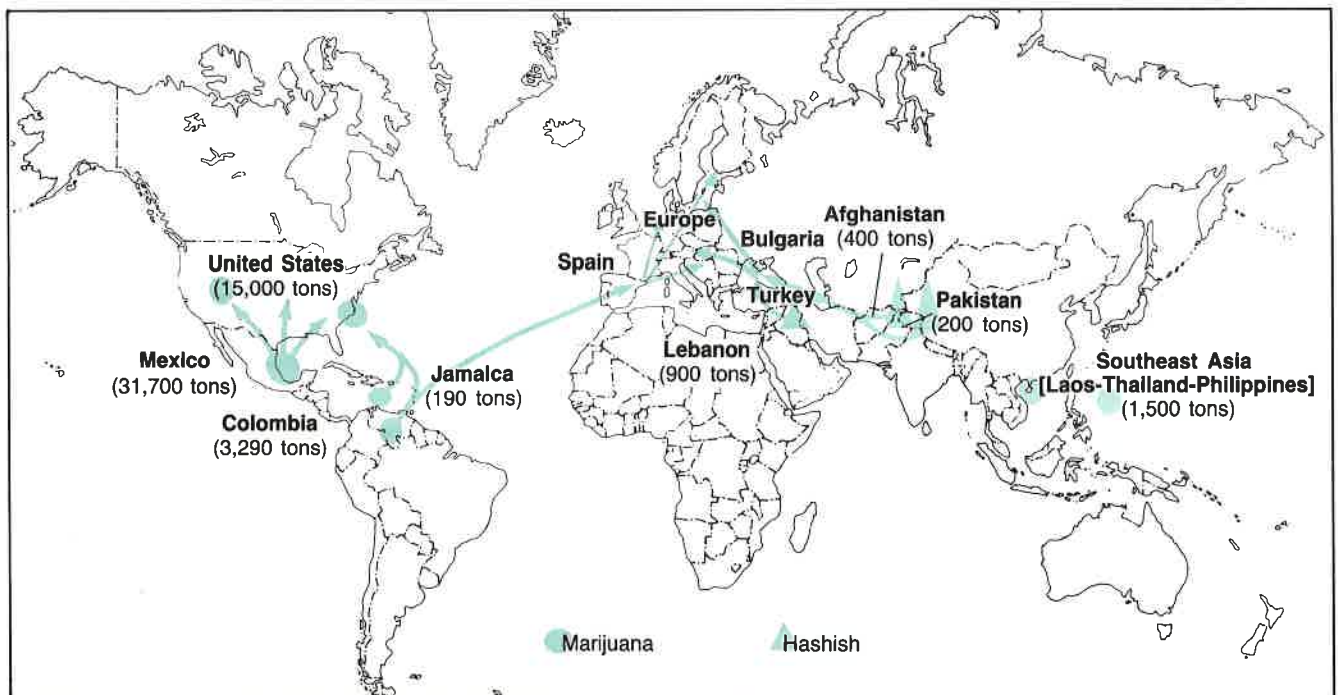 United States
(15,000 tons)
Mexico
(31,700 tons)
Colombia
(3,290 tons)
Jamalca
(190 tons)
Spain
Europe
Bulgaria
Turkey
Lebanon
(900 tons)
Afghanistan
(400 tons)
Pakistan
(200 tons)
Southeast Asia
[Laos-Thailand-Philippines]
(1,500 tons)
Marijuana
Hashish